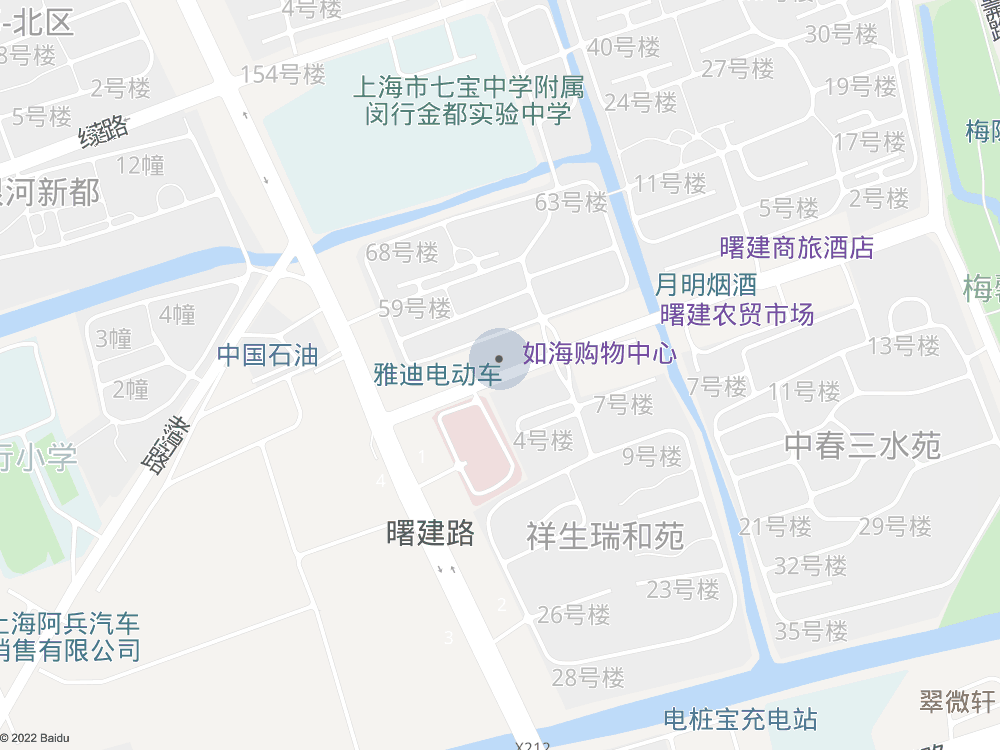 -北区
4号楼
8号楼
2号楼
154号楼
5号楼
缘路
12幢
河新都
上海市七宝中学附属
闵行金都实验中学
40号楼
30号楼
27号楼
24号楼
19号楼
17号楼
11号楼
5号楼
2号楼
梅陇
63号楼
68号楼
59号楼
曙建商旅酒店
月明烟酒
曙建农贸市场
梅馨
4幢
3幢
2幢
中国石油
雅迪电动车
如海购物中心
13号楼
7号楼
11号楼
7号楼
4号楼
9号楼
中春三水苑
行小学
1
4
曙建路
祥生瑞和苑
21号楼
29号楼
32号楼
23号楼
2
26号楼
3
35号楼
28号楼
上海阿兵汽车
销售有限公司
电桩宝充电站
翠微轩
X212
路
© 2022 Baidu